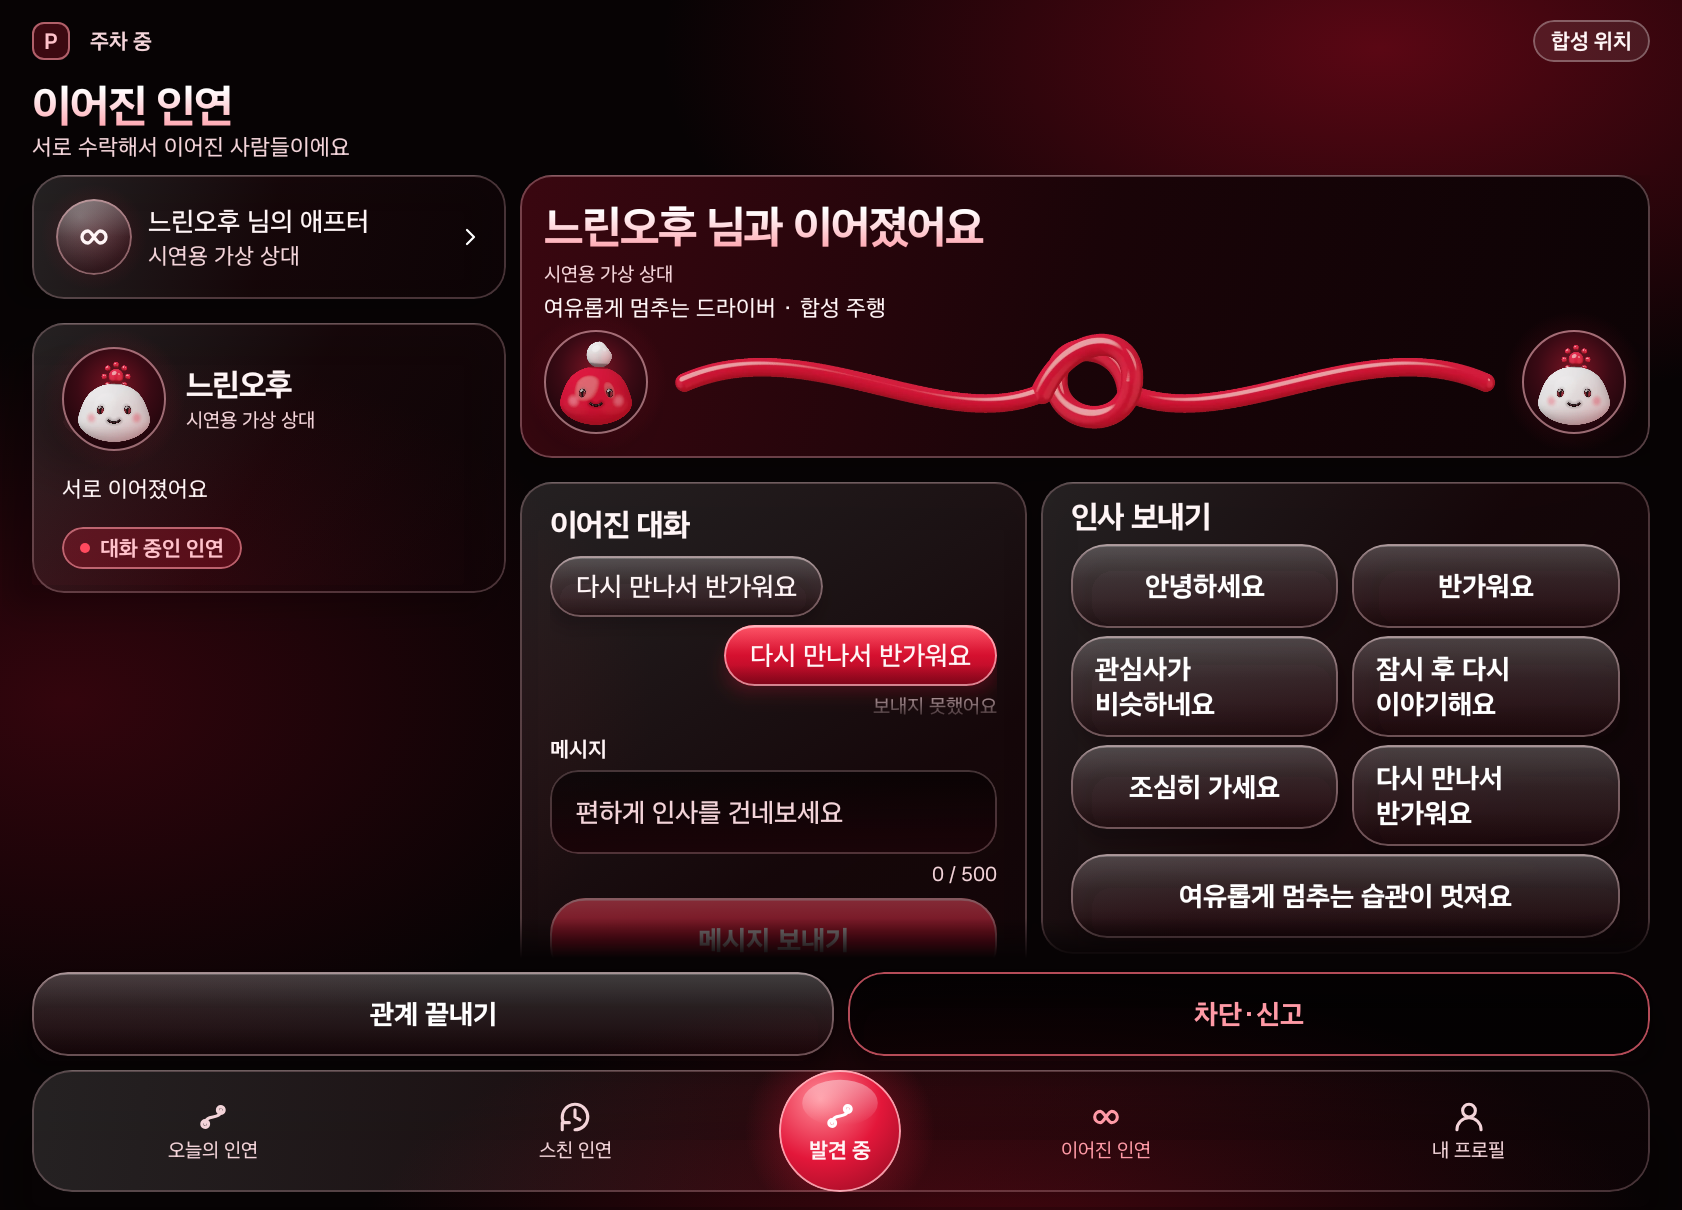 P 주차 중
합성 위치
이어진 인연
서로 수락해서 이어진 사람들이에요
느린오후 님의 애프터
시연용 가상 상대
느린오후
시연용 가상 상대
서로 이어졌어요
대화 중인 인연
느린오후 님과 이어졌어요
시연용 가상 상대
여유롭게 멈추는 드라이버 · 합성 주행
이어진 대화
다시 만나서 반가워요
다시 만나서 반가워요
보내지 못했어요
메시지
편하게 인사를 건네보세요
0 / 500
메시지 보내기
인사 보내기
안녕하세요
반가워요
관심사가
비슷하네요
잠시 후 다시
이야기해요
조심히 가세요
다시 만나서
반가워요
여유롭게 멈추는 습관이 멋져요
관계 끝내기
차단·신고
오늘의 인연
스친 인연
발견 중
이어진 인연
내 프로필